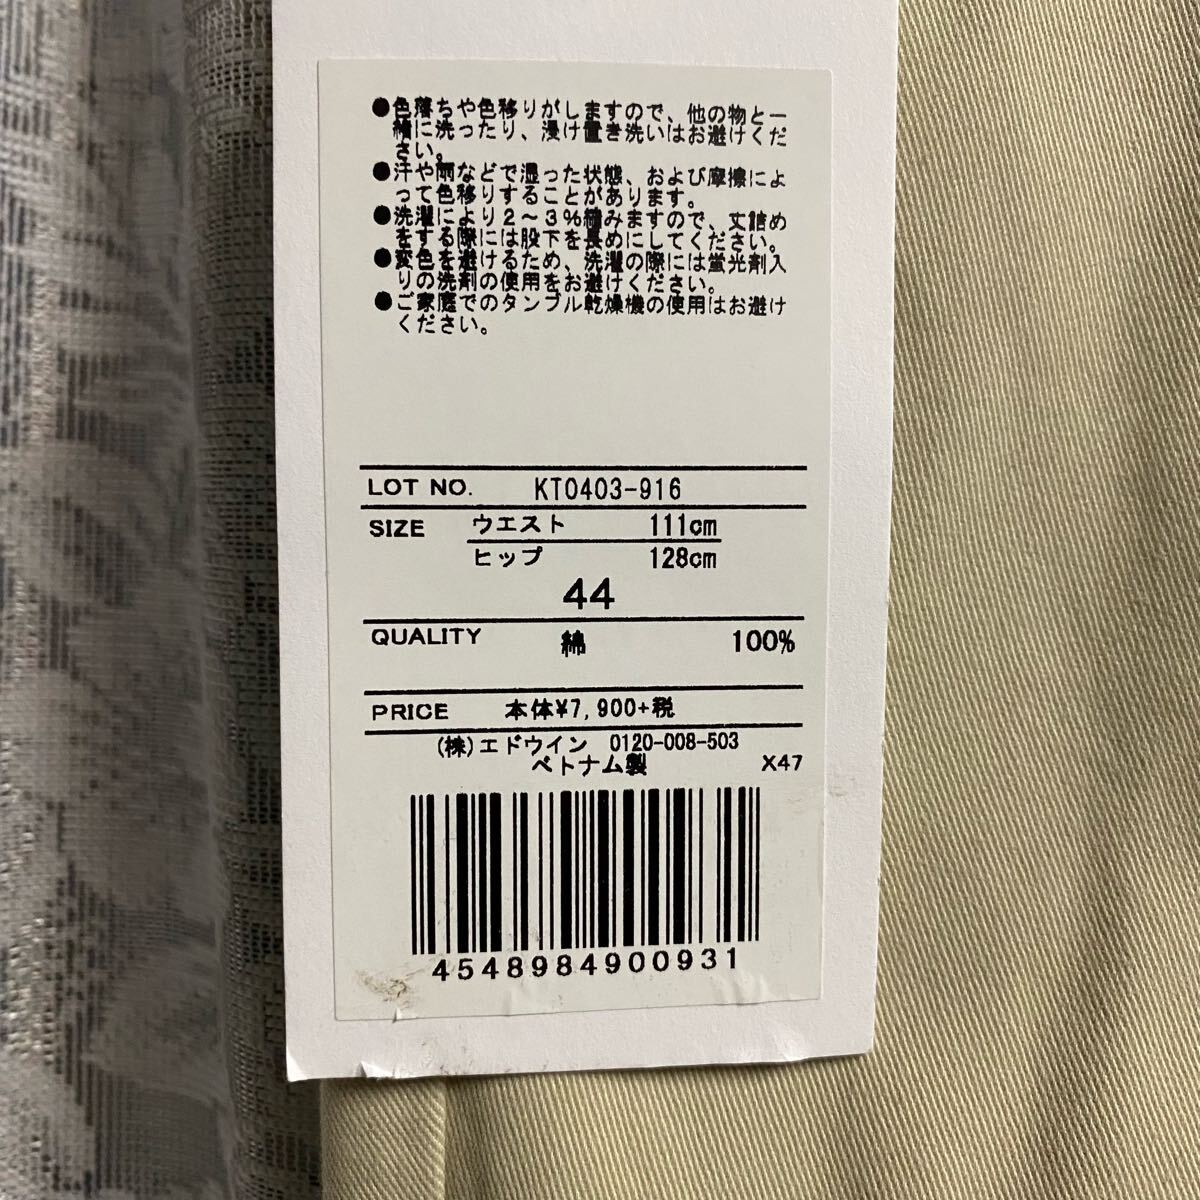 ●色落ちや色移りがしますので、他の物と一
緒に洗ったり、浸け置き洗いはお避けくだ
さい。
●汗や雨などで湿った状態、および摩擦によ
って色移りすることがあります。
●洗濯により2～3%縮みますので、丈詰め
をする際には股下を長めにしてください。
●変色を避けるため、洗濯の際には蛍光剤入
りの洗剤の使用をお避けください。
●ご家庭でのタンブル乾燥機の使用はお避け
ください。
LOT NO. KT0403-916
SIZE ウエスト 111cm
ヒップ 128cm
44
QUALITY 綿 100%
PRICE 本体¥7,900+税
(株)エドウイン 0120-008-503
ベトナム製 X47
4548984900931